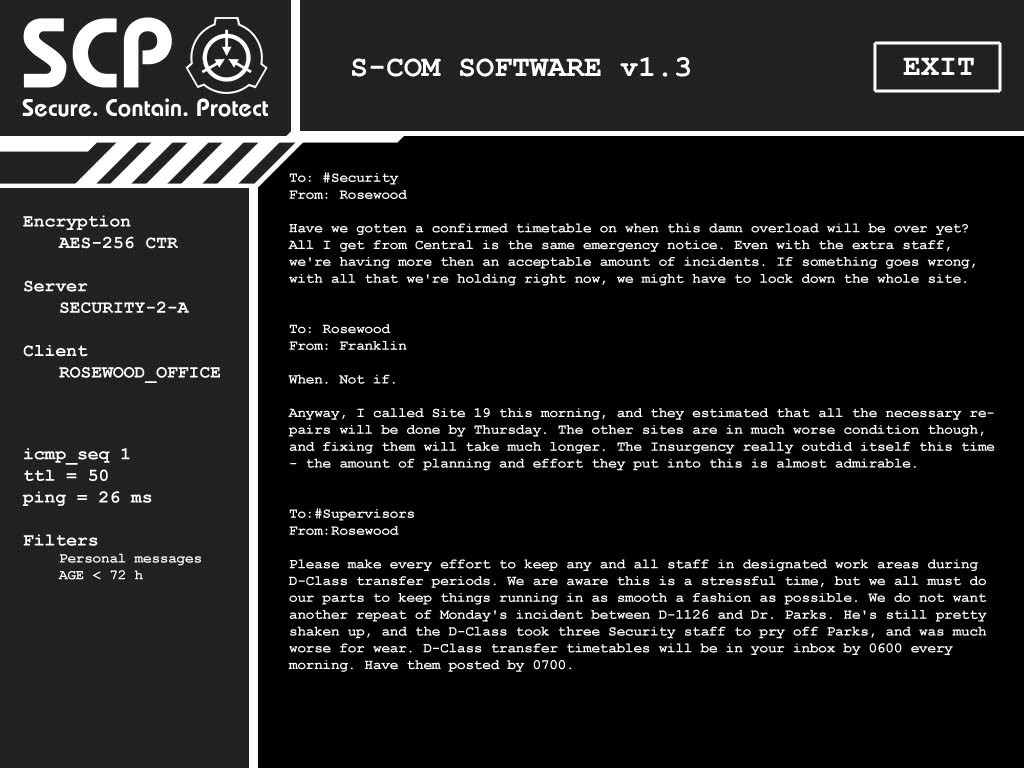 SCP
Secure. Contain. Protect
S-COM SOFTWARE v1.3
EXIT
Encryption
AES-256 CTR
Server
SECURITY-2-A
Client
ROSEWOOD_OFFICE
icmp_seq 1
ttl = 50
ping = 26 ms
Filters
Personal messages
AGE < 72 h
To: #Security
From: Rosewood
Have we gotten a confirmed timetable on when this damn overload will be over yet?
All I get from Central is the same emergency notice. Even with the extra staff,
we're having more then an acceptable amount of incidents. If something goes wrong,
with all that we're holding right now, we might have to lock down the whole site.
To: Rosewood
From: Franklin
When. Not if.
Anyway, I called Site 19 this morning, and they estimated that all the necessary re-
pairs will be done by Thursday. The other sites are in much worse condition though,
and fixing them will take much longer. The Insurgency really outdid itself this time
- the amount of planning and effort they put into this is almost admirable.
To:#Supervisors
From:Rosewood
Please make every effort to keep any and all staff in designated work areas during
D-Class transfer periods. We are aware this is a stressful time, but we all must do
our parts to keep things running in as smooth a fashion as possible. We do not want
another repeat of Monday's incident between D-1126 and Dr. Parks. He's still pretty
shaken up, and the D-Class took three Security staff to pry off Parks, and was much
worse for wear. D-Class transfer timetables will be in your inbox by 0600 every
morning. Have them posted by 0700.